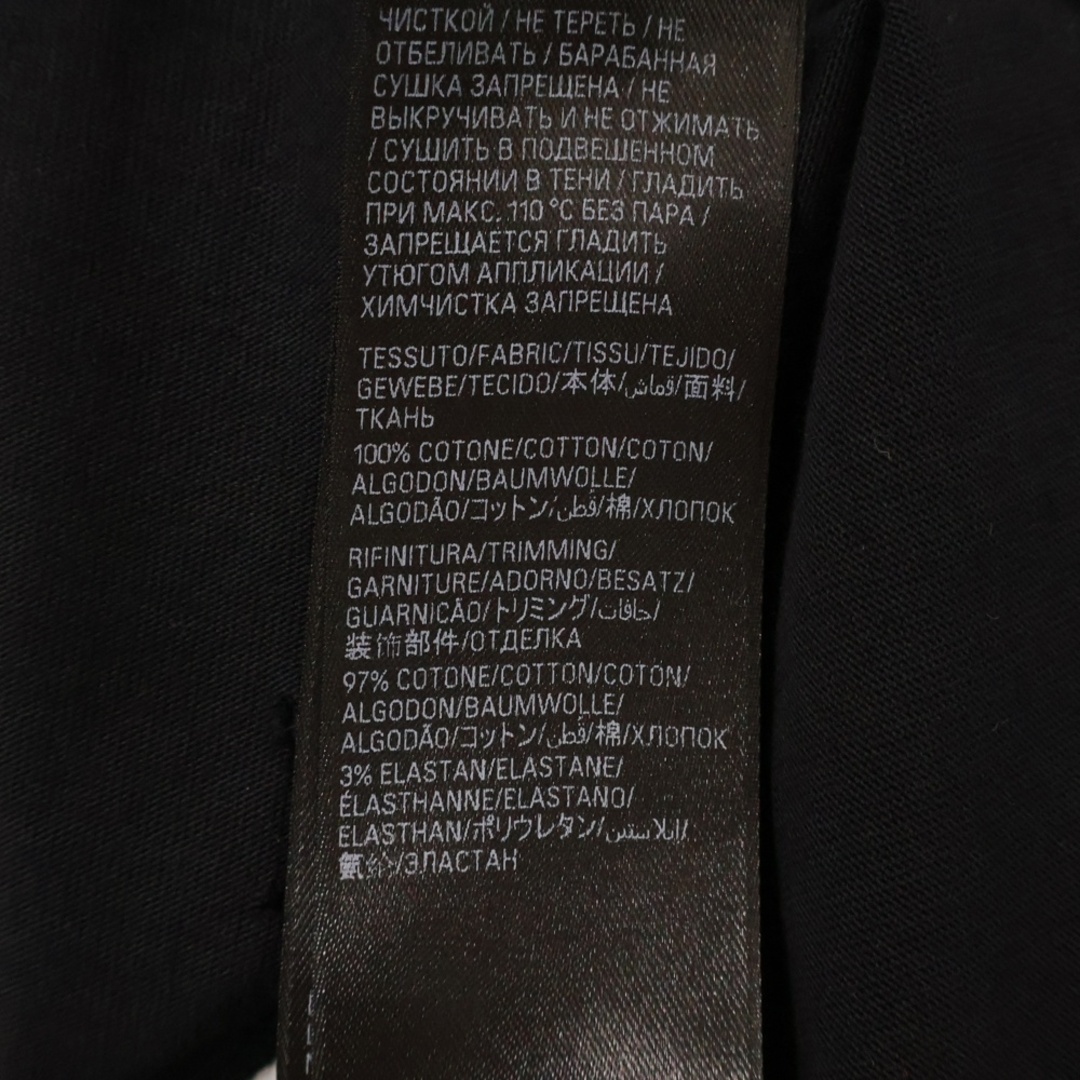 ЧИСТКОЙ / НЕ ТЕРЕТЬ / НЕ
ОТБЕЛИВАТЬ / БАРАБАННАЯ
СУШКА ЗАПРЕЩЕНА / НЕ
ВЫКРУЧИВАТЬ И НЕ ОТЖИМАТЬ
/ СУШИТЬ В ПОДВЕШЕННОМ
СОСТОЯНИИ В ТЕНИ / ГЛАДИТЬ
ПРИ МАКС. 110 °C БЕЗ ПАРА /
ЗАПРЕЩАЕТСЯ ГЛАДИТЬ
УТЮГОМ АППЛИКАЦИИ /
ХИМЧИСТКА ЗАПРЕЩЕНА
TESSUTO/FABRIC/TISSU/TEJIDO/
GEWEBE/TECIDO/本体/قماش/面料/
ТКАНЬ
100% COTONE/COTTON/COTON/
ALGODON/BAUMWOLLE/
ALGODÃO/コットン/قطن/棉/ХЛОПОК
RIFINITURA/TRIMMING/
GARNITURE/ADORNO/BESATZ/
GUARNICÃO/トリミング/حافات/
装饰部件/ОТДЕЛКА
97% COTONE/COTTON/COTON/
ALGODON/BAUMWOLLE/
ALGODÃO/コットン/قطن/棉/ХЛОПОК
3% ELASTAN/ELASTANE/
ÉLASTHANNE/ELASTANO/
ELASTHAN/ポリウレタン/إيلاستين/
氨纶/ЭЛАСТАН